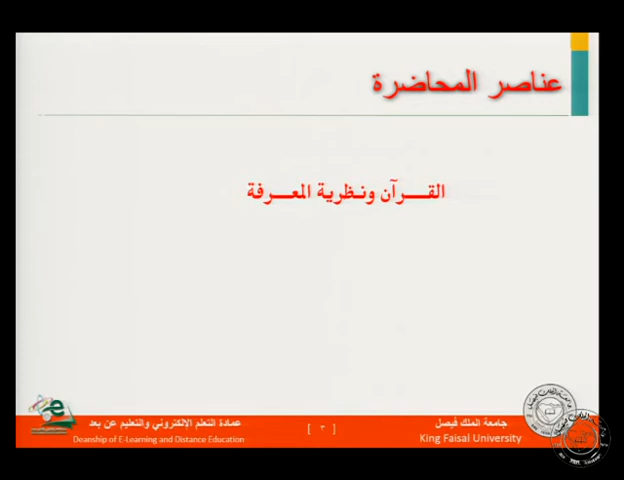 عناصر المحاضرة
القـــرآن ونـظرية المعــرفة
جامعة الملك فيصل
King Faisal University
[ ٣ ]
عمادة التعلم الإلكتروني والتعليم عن بعد
Deanship of E-Learning and Distance Education
e